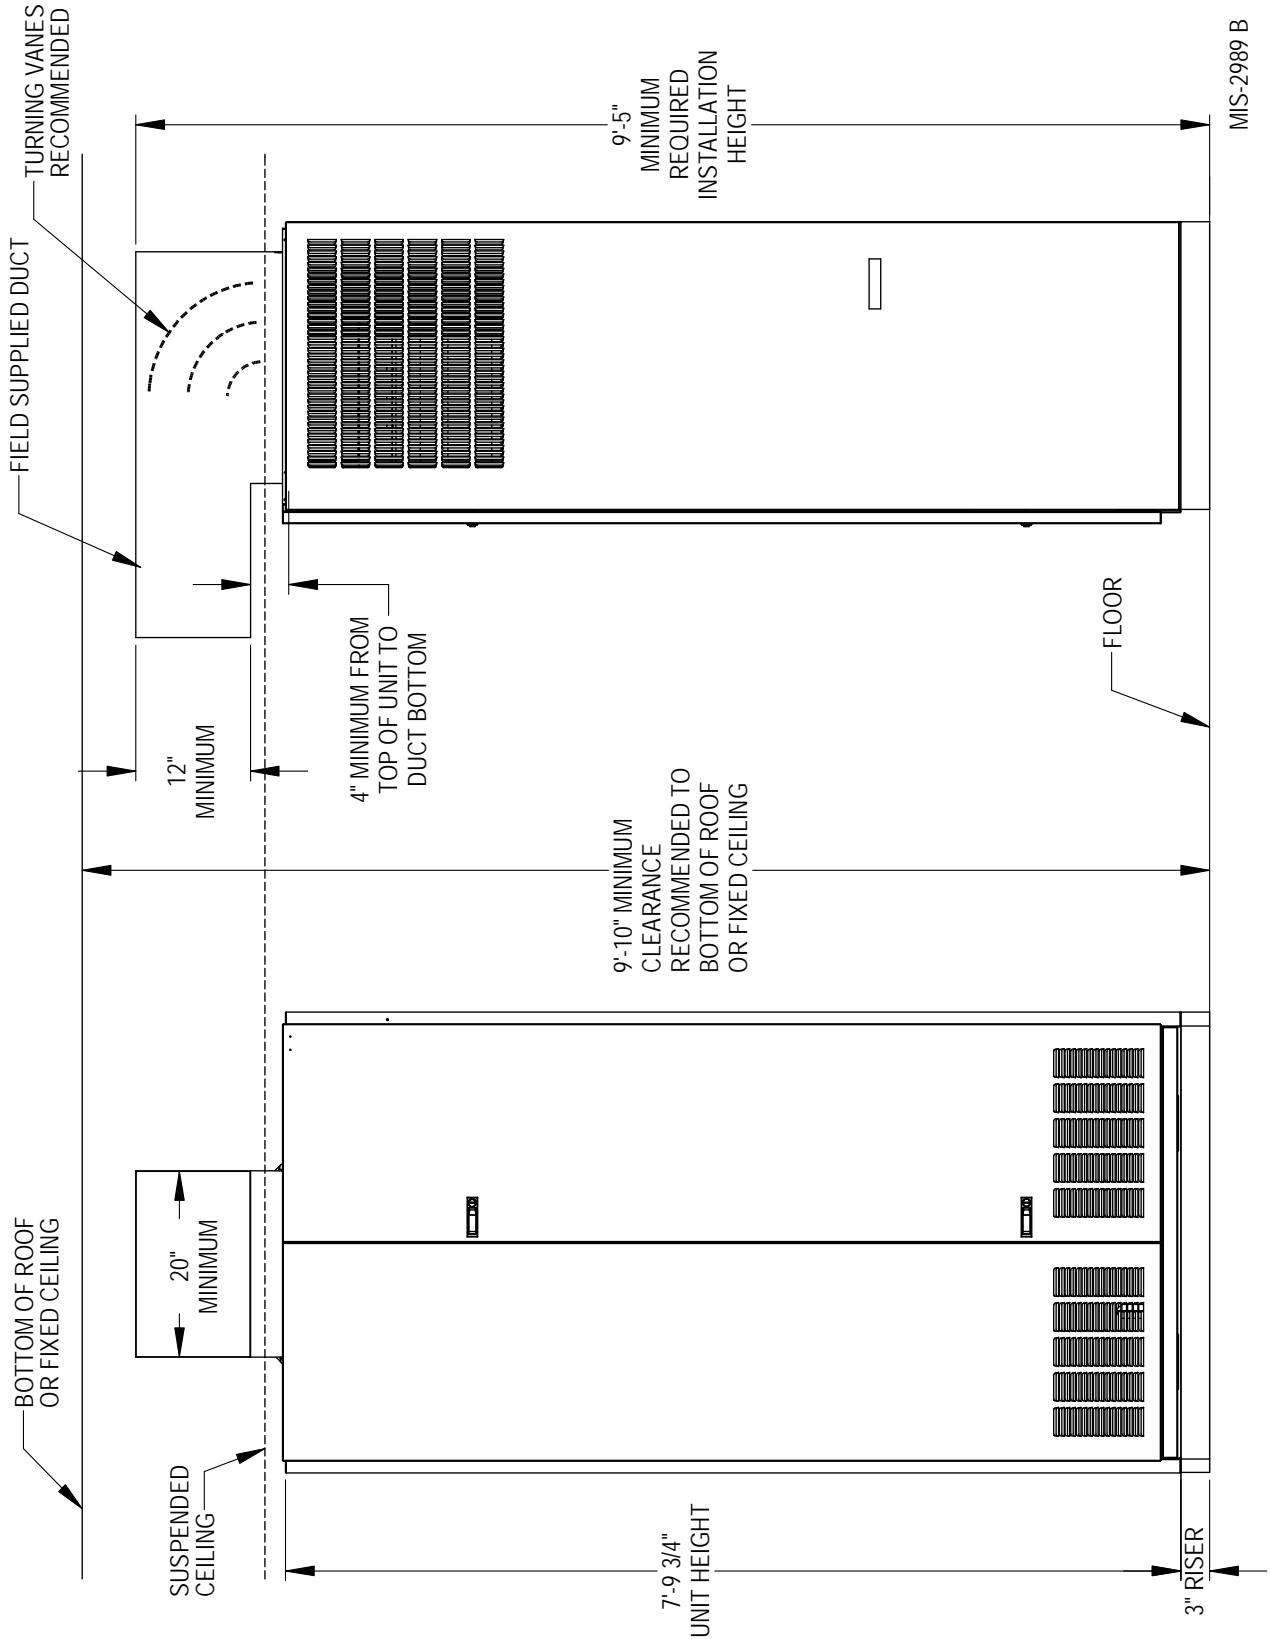 BOTTOM OF ROOF
OR FIXED CEILING
FIELD SUPPLIED DUCT
TURNING VANES
RECOMMENDED
SUSPENDED
CEILING
20"
MINIMUM
12"
MINIMUM
4" MINIMUM FROM
TOP OF UNIT TO
DUCT BOTTOM
7'-9 3/4"
UNIT HEIGHT
9'-10" MINIMUM
CLEARANCE
RECOMMENDED TO
BOTTOM OF ROOF
OR FIXED CEILING
9'-5"
MINIMUM
REQUIRED
INSTALLATION
HEIGHT
3" RISER
FLOOR
MIS-2989 B